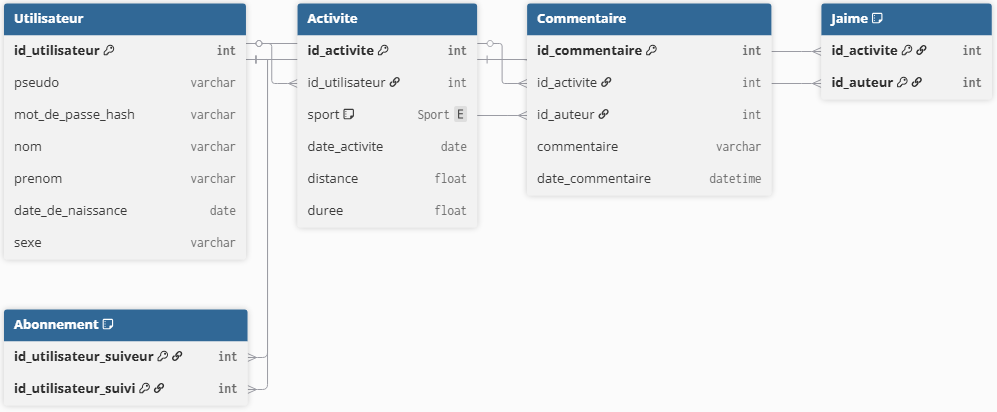 Utilisateur
id_utilisateur int
pseudo varchar
mot_de_passe_hash varchar
nom varchar
prenom varchar
date_de_naissance date
sexe varchar
Activite
id_activite int
id_utilisateur int
sport Sport E
date_activite date
distance float
duree float
Commentaire
id_commentaire int
id_activite int
id_auteur int
commentaire varchar
date_commentaire datetime
Jaime
id_activite int
id_auteur int
Abonnement
id_utilisateur_suiveur int
id_utilisateur_suivi int